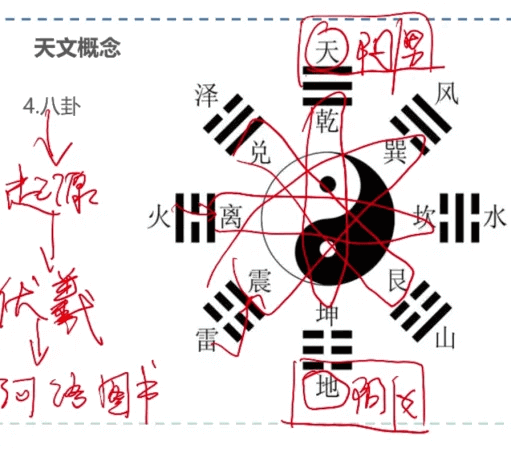 天文概念
天 阳 男
4.八卦
泽 风
乾
兑 巽
起源
火 离 坎 水
震 艮
伏羲
雷 坤 山
地 阴 女
河洛图书